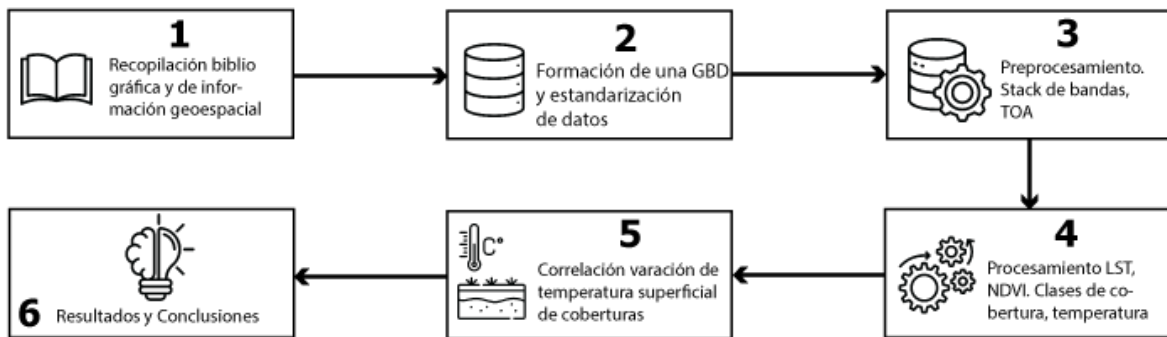 1
Recopilación biblio
gráfica y de infor-
mación geoespacial
2
Formación de una GBD
y estandarización
de datos
3
Preprocesamiento.
Stack de bandas,
TOA
4
Procesamiento LST,
NDVI. Clases de co-
bertura, temperatura
5
C°
Correlación varación de
temperatura superficial
de coberturas
6 Resultados y Conclusiones